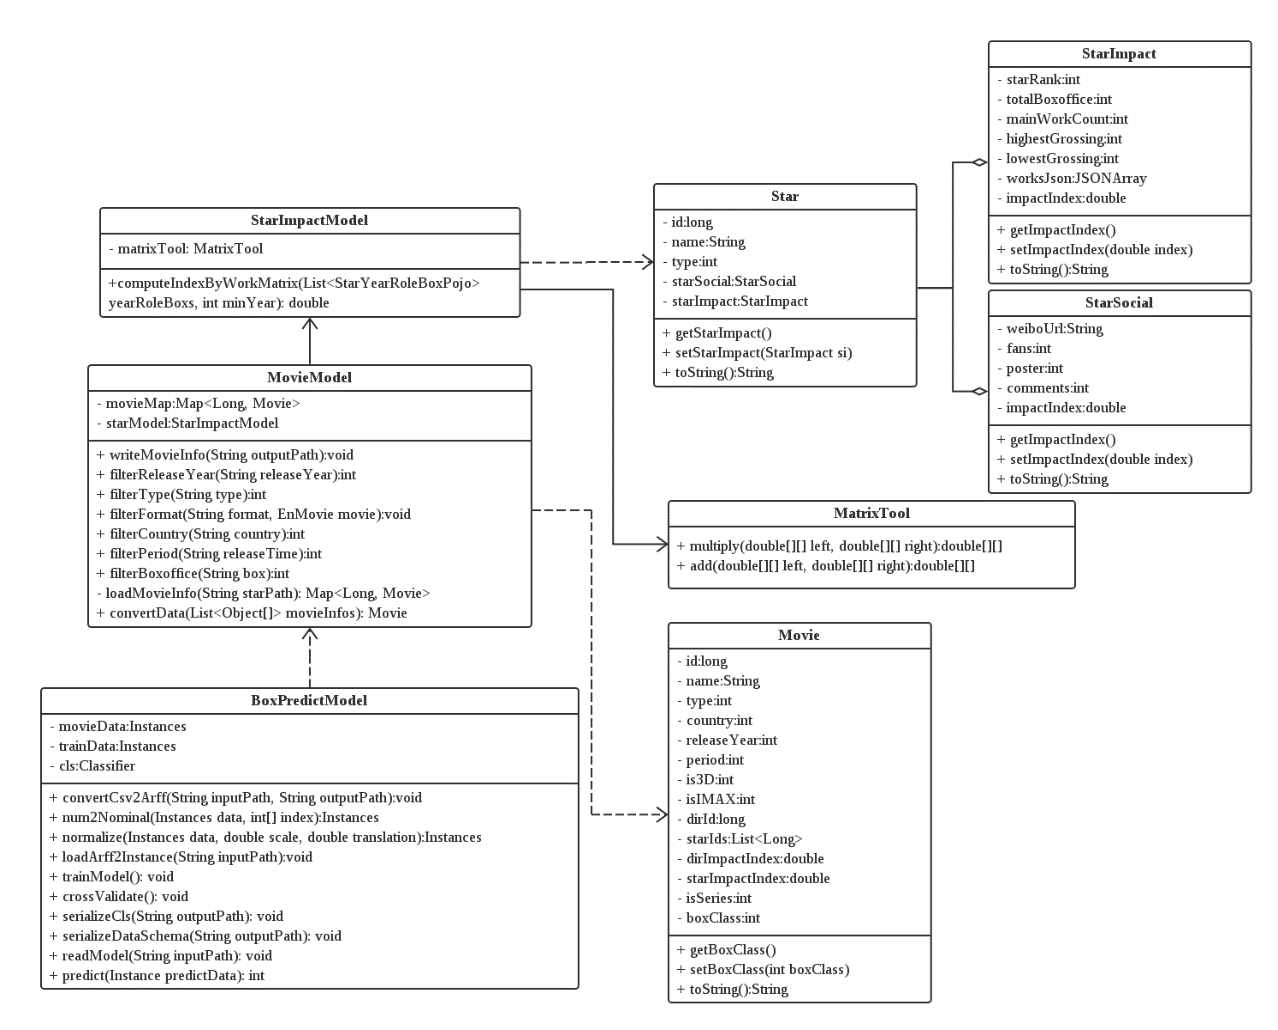 StarImpact
- starRank:int
- totalBoxoffice:int
- mainWorkCount:int
- highestGrossing:int
- lowestGrossing:int
- worksJson:JSONArray
- impactIndex:double
+ getImpactIndex()
+ setImpactIndex(double index)
+ toString():String
Star
- id:long
- name:String
- type:int
- starSocial:StarSocial
- starImpact:StarImpact
+ getStarImpact()
+ setStarImpact(StarImpact si)
+ toString():String
StarImpactModel
- matrixTool: MatrixTool
+computeIndexByWorkMatrix(List<StarYearRoleBoxPojo>
yearRoleBoxs, int minYear): double
StarSocial
- weiboUrl:String
- fans:int
- poster:int
- comments:int
- impactIndex:double
+ getImpactIndex()
+ setImpactIndex(double index)
+ toString():String
MovieModel
- movieMap:Map<Long, Movie>
- starModel:StarImpactModel
+ writeMovieInfo(String outputPath):void
+ filterReleaseYear(String releaseYear):int
+ filterType(String type):int
+ filterFormat(String format, EnMovie movie):void
+ filterCountry(String country):int
+ filterPeriod(String releaseTime):int
+ filterBoxoffice(String box):int
- loadMovieInfo(String starPath): Map<Long, Movie>
+ convertData(List<Object[]> movieInfos): Movie
MatrixTool
+ multiply(double[][] left, double[][] right):double[][]
+ add(double[][] left, double[][] right):double[][]
Movie
- id:long
- name:String
- type:int
- country:int
- releaseYear:int
- period:int
- is3D:int
- isIMAX:int
- dirId:long
- starIds:List<Long>
- dirImpactIndex:double
- starImpactIndex:double
- isSeries:int
- boxClass:int
+ getBoxClass()
+ setBoxClass(int boxClass)
+ toString():String
BoxPredictModel
- movieData:Instances
- trainData:Instances
- cls:Classifier
+ convertCsv2Arff(String inputPath, String outputPath):void
+ num2Nominal(Instances data, int[] index):Instances
+ normalize(Instances data, double scale, double translation):Instances
+ loadArff2Instance(String inputPath):void
+ trainModel(): void
+ crossValidate(): void
+ serializeCls(String outputPath): void
+ serializeDataSchema(String outputPath): void
+ readModel(String inputPath): void
+ predict(Instance predictData): int